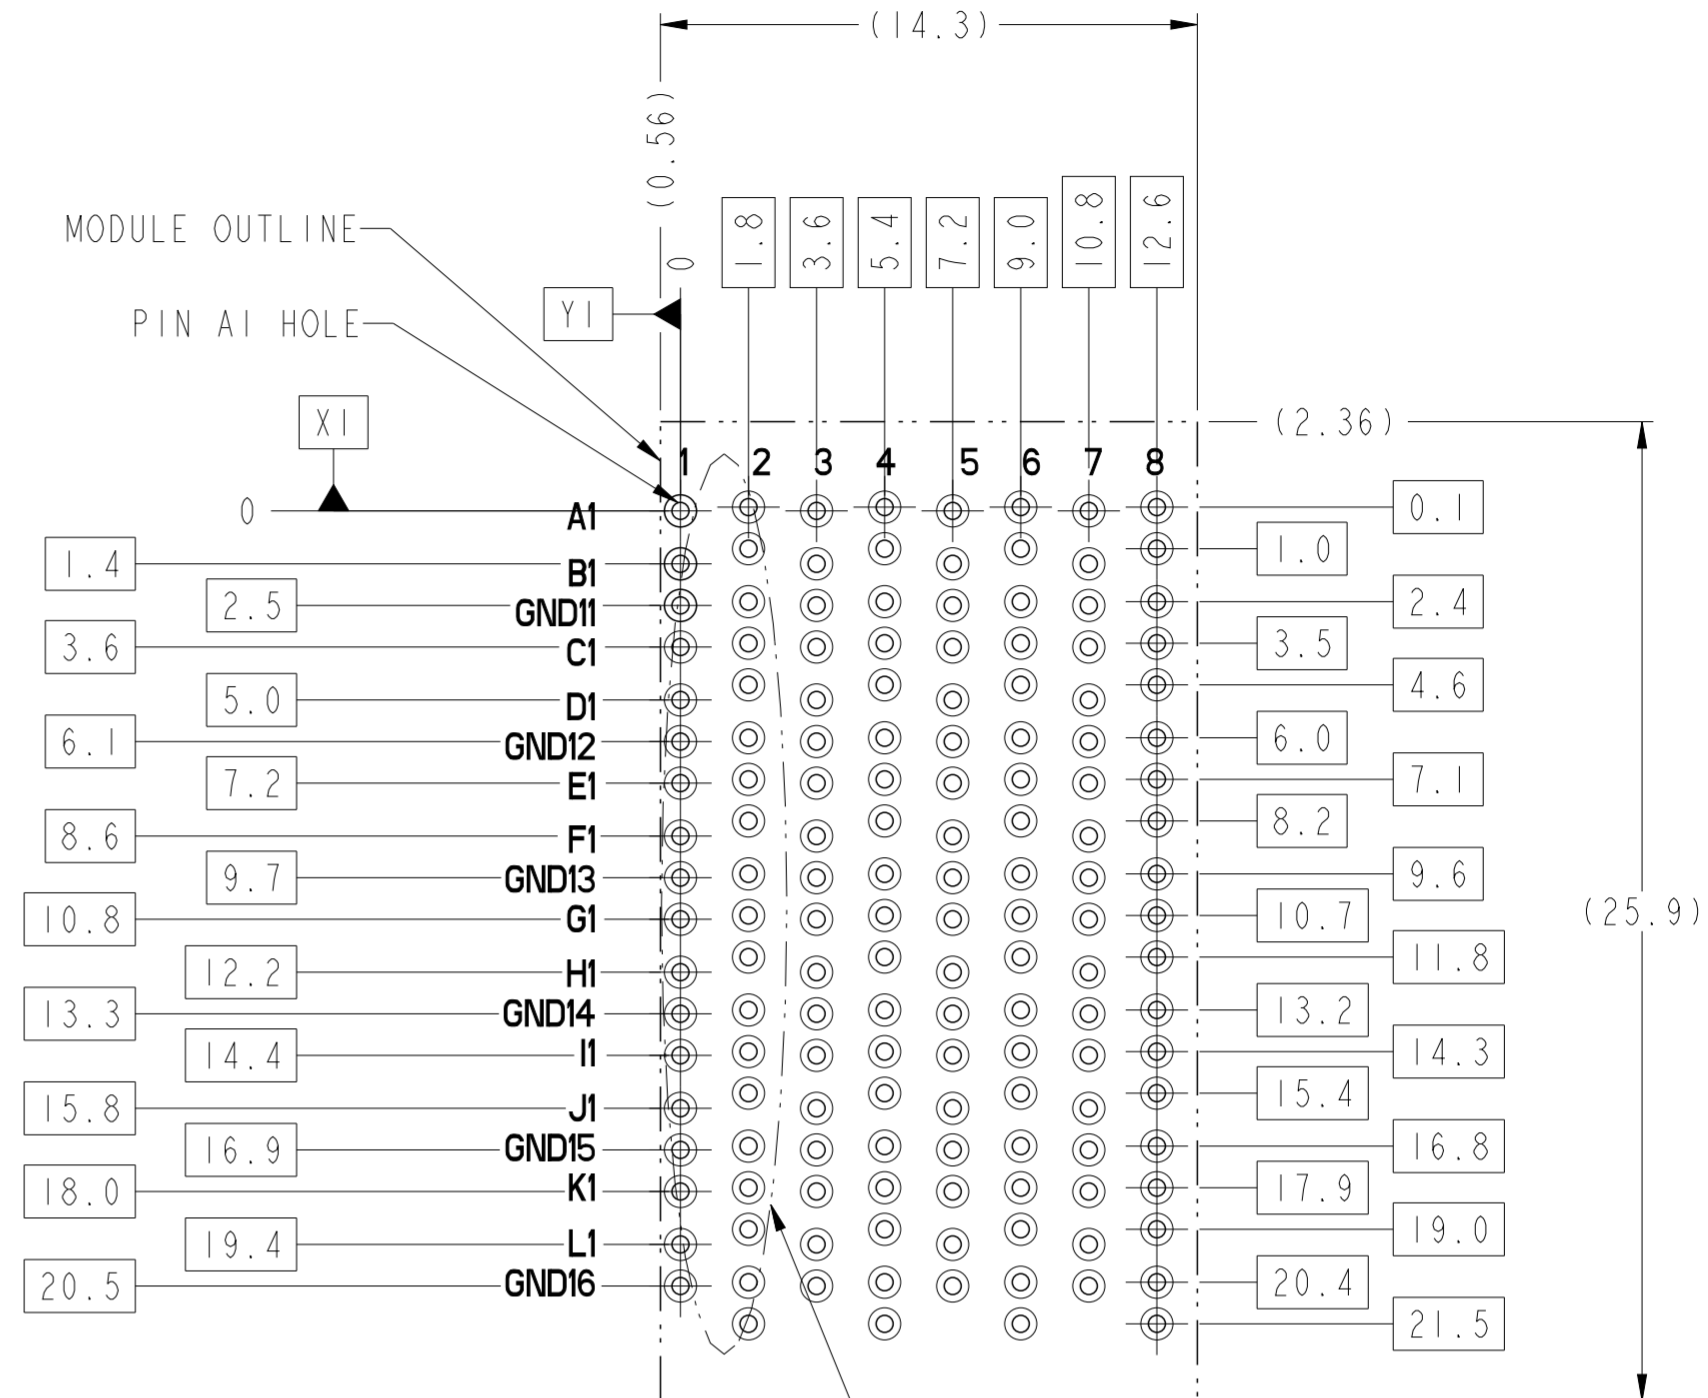 (14.3)
(0.56)
0
1.8
3.6
5.4
7.2
9.0
10.8
12.6
MODULE OUTLINE
PIN A1 HOLE
Y1
X1
(2.36)
1 2 3 4 5 6 7 8
0 A1 0.1
1.0
1.4 B1
2.5 GND11 2.4
3.6 C1 3.5
4.6
5.0 D1
6.1 GND12 6.0
7.2 E1 7.1
8.2
8.6 F1
9.7 GND13 9.6
10.8 G1 10.7
(25.9)
11.8
12.2 H1
13.3 GND14 13.2
14.4 I1 14.3
15.4
15.8 J1
16.9 GND15 16.8
18.0 K1 17.9
19.0
19.4 L1
20.5 GND16 20.4
21.5